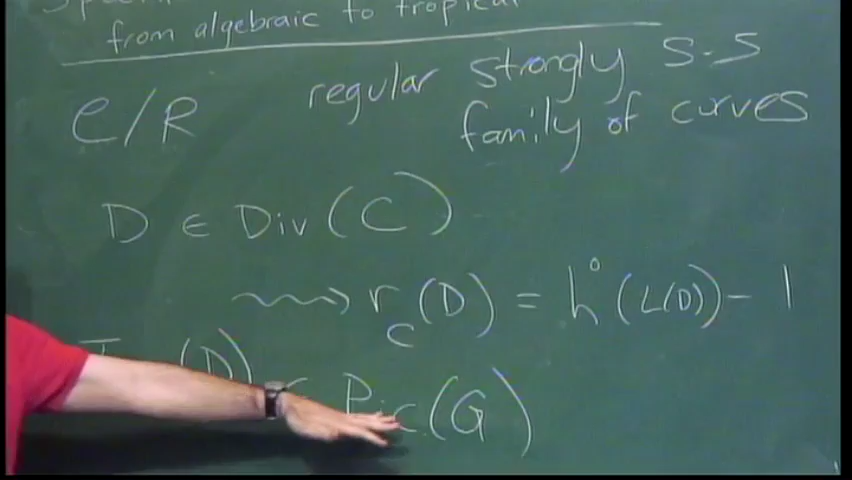 from algebraic to tropical
C/R regular strongly s.s
family of curves
D ∈ Div(C)
⇝ r_C(D) = h⁰(L(D)) - 1
(D) Pic(G)